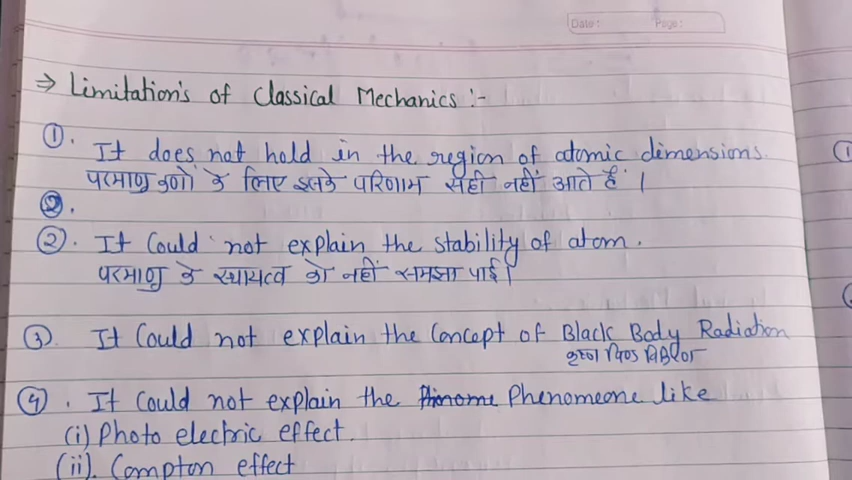 Date: Page:
⇒ Limitation's of Classical Mechanics :-
①. It does not hold in the region of atomic dimensions.
परमाणु कणों के लिए इसके परिणाम सही नहीं आते हैं ।
②.
②. It Could not explain the stability of atom.
परमाणु के स्थायत्व को नहीं समझा पाई।
③. It Could not explain the Concept of Black Body Radiation
कृष्ण पिण्ड विकिरण
④. It Could not explain the Phenomeone like
(i) Photo electric effect.
(ii). Compton effect